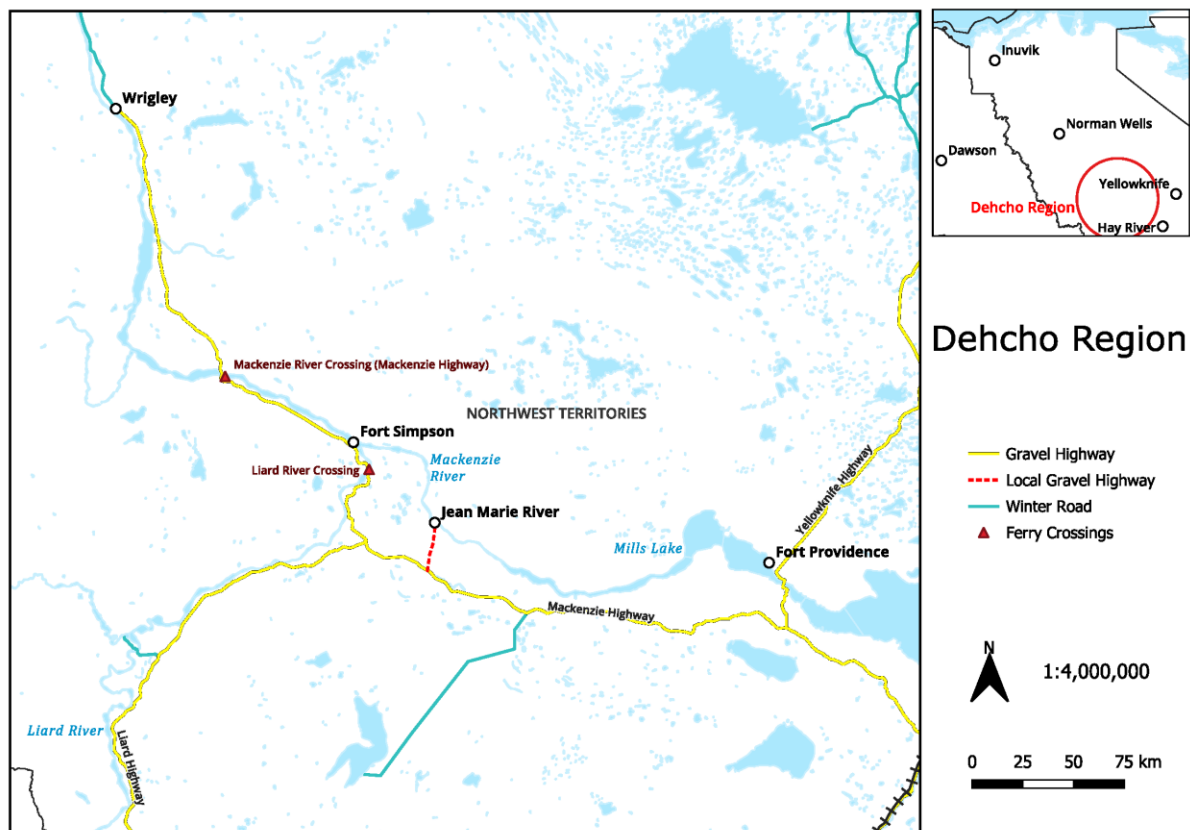 Wrigley
Mackenzie River Crossing (Mackenzie Highway)
NORTHWEST TERRITORIES
Fort Simpson
Mackenzie
River
Liard River Crossing
Jean Marie River
Mills Lake
Yellowknife Highway
Fort Providence
Mackenzie Highway
Liard River
Liard Highway
Inuvik
Norman Wells
Dawson
Yellowknife
Dehcho Region
Hay River
Dehcho Region
Gravel Highway
Local Gravel Highway
Winter Road
Ferry Crossings
N
1:4,000,000
0 25 50 75 km